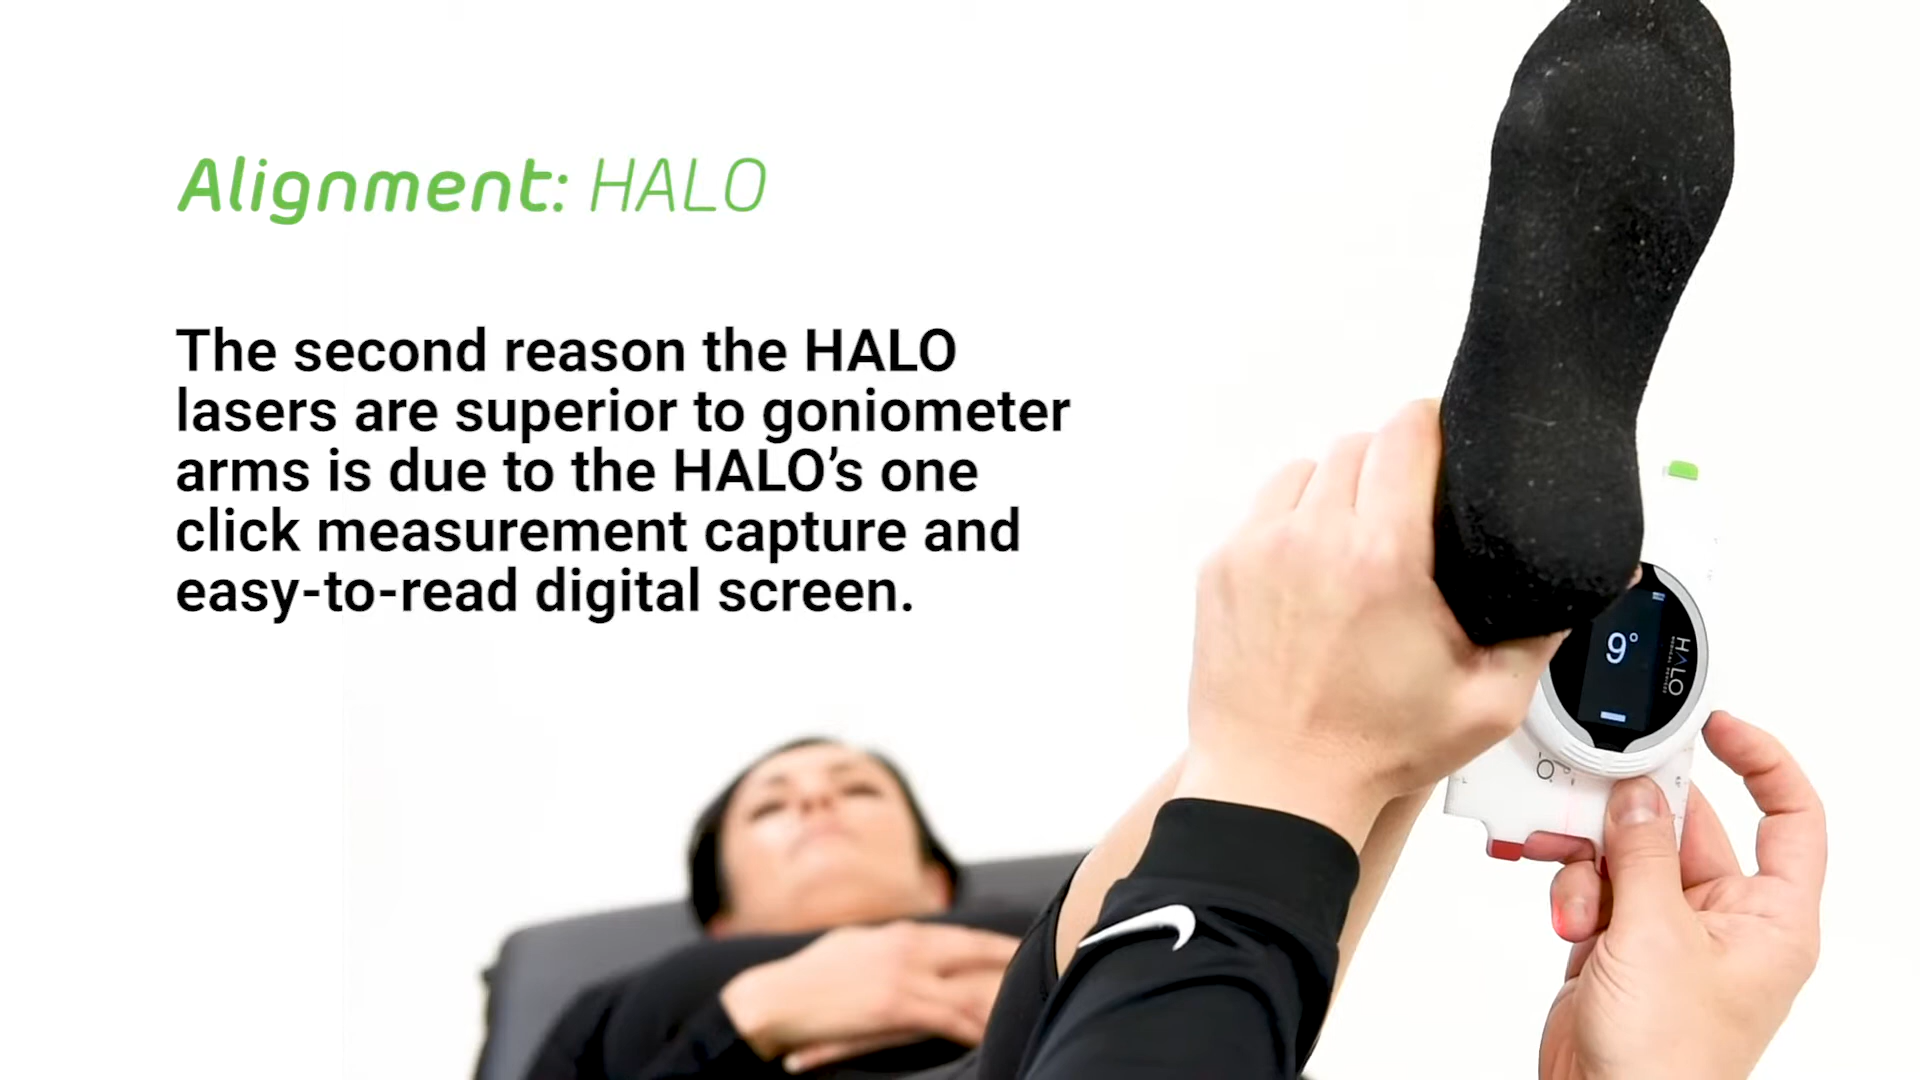 Alignment: HALO
The second reason the HALO
lasers are superior to goniometer
arms is due to the HALO’s one
click measurement capture and
easy-to-read digital screen.
9°
HALO